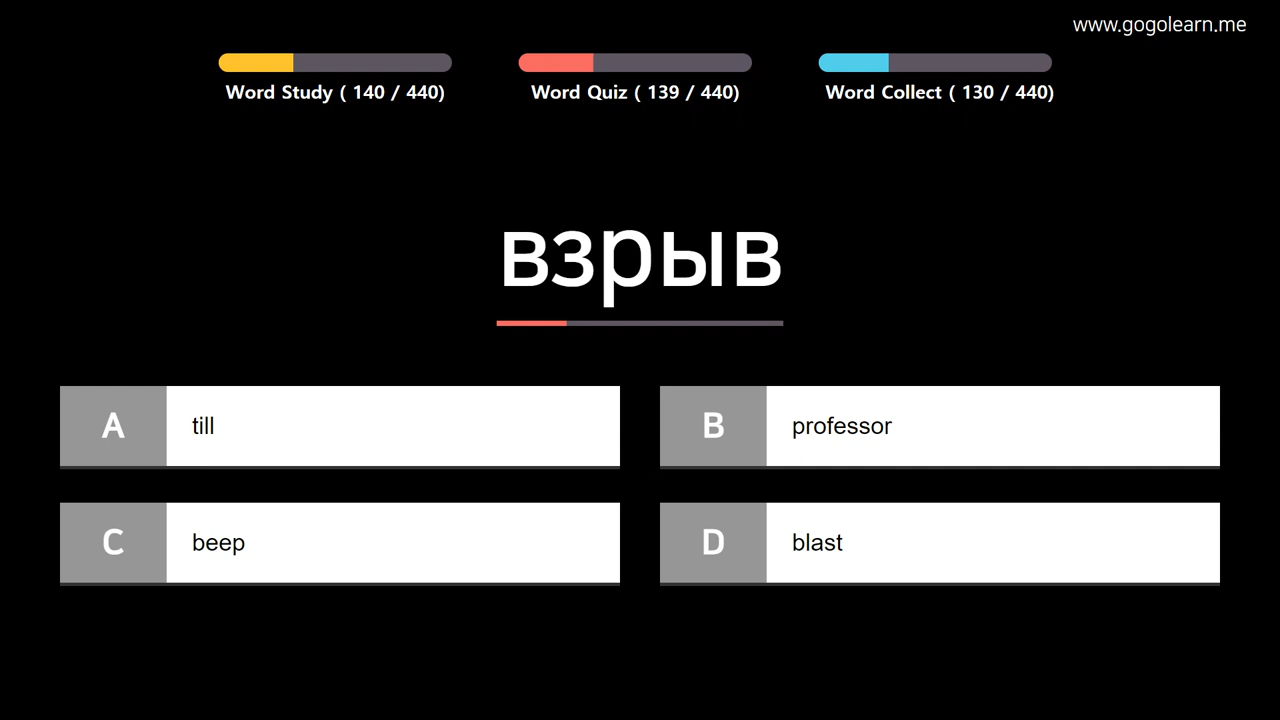 www.gogolearn.me
Word Study ( 140 / 440)
Word Quiz ( 139 / 440)
Word Collect ( 130 / 440)
взрыв
A till
B professor
C beep
D blast